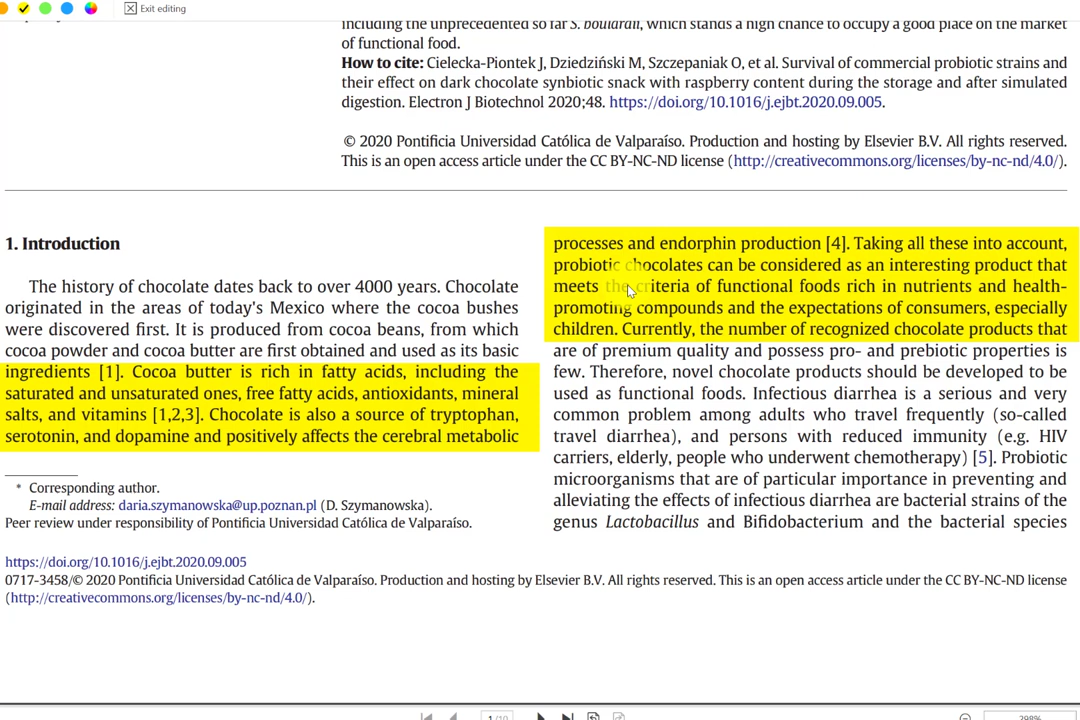 Exit editing
including the unprecedented so far S. boulardii, which stands a high chance to occupy a good place on the market
of functional food.
How to cite: Cielecka-Piontek J, Dziedziński M, Szczepaniak O, et al. Survival of commercial probiotic strains and
their effect on dark chocolate synbiotic snack with raspberry content during the storage and after simulated
digestion. Electron J Biotechnol 2020;48. https://doi.org/10.1016/j.ejbt.2020.09.005.
© 2020 Pontificia Universidad Católica de Valparaíso. Production and hosting by Elsevier B.V. All rights reserved.
This is an open access article under the CC BY-NC-ND license (http://creativecommons.org/licenses/by-nc-nd/4.0/).
1. Introduction
The history of chocolate dates back to over 4000 years. Chocolate
originated in the areas of today's Mexico where the cocoa bushes
were discovered first. It is produced from cocoa beans, from which
cocoa powder and cocoa butter are first obtained and used as its basic
ingredients [1]. Cocoa butter is rich in fatty acids, including the
saturated and unsaturated ones, free fatty acids, antioxidants, mineral
salts, and vitamins [1,2,3]. Chocolate is also a source of tryptophan,
serotonin, and dopamine and positively affects the cerebral metabolic
processes and endorphin production [4]. Taking all these into account,
probiotic chocolates can be considered as an interesting product that
meets the criteria of functional foods rich in nutrients and health-
promoting compounds and the expectations of consumers, especially
children. Currently, the number of recognized chocolate products that
are of premium quality and possess pro- and prebiotic properties is
few. Therefore, novel chocolate products should be developed to be
used as functional foods. Infectious diarrhea is a serious and very
common problem among adults who travel frequently (so-called
travel diarrhea), and persons with reduced immunity (e.g. HIV
carriers, elderly, people who underwent chemotherapy) [5]. Probiotic
microorganisms that are of particular importance in preventing and
alleviating the effects of infectious diarrhea are bacterial strains of the
genus Lactobacillus and Bifidobacterium and the bacterial species
* Corresponding author.
E-mail address: daria.szymanowska@up.poznan.pl (D. Szymanowska).
Peer review under responsibility of Pontificia Universidad Católica de Valparaíso.
https://doi.org/10.1016/j.ejbt.2020.09.005
0717-3458/© 2020 Pontificia Universidad Católica de Valparaíso. Production and hosting by Elsevier B.V. All rights reserved. This is an open access article under the CC BY-NC-ND license
(http://creativecommons.org/licenses/by-nc-nd/4.0/).
1/10
298%